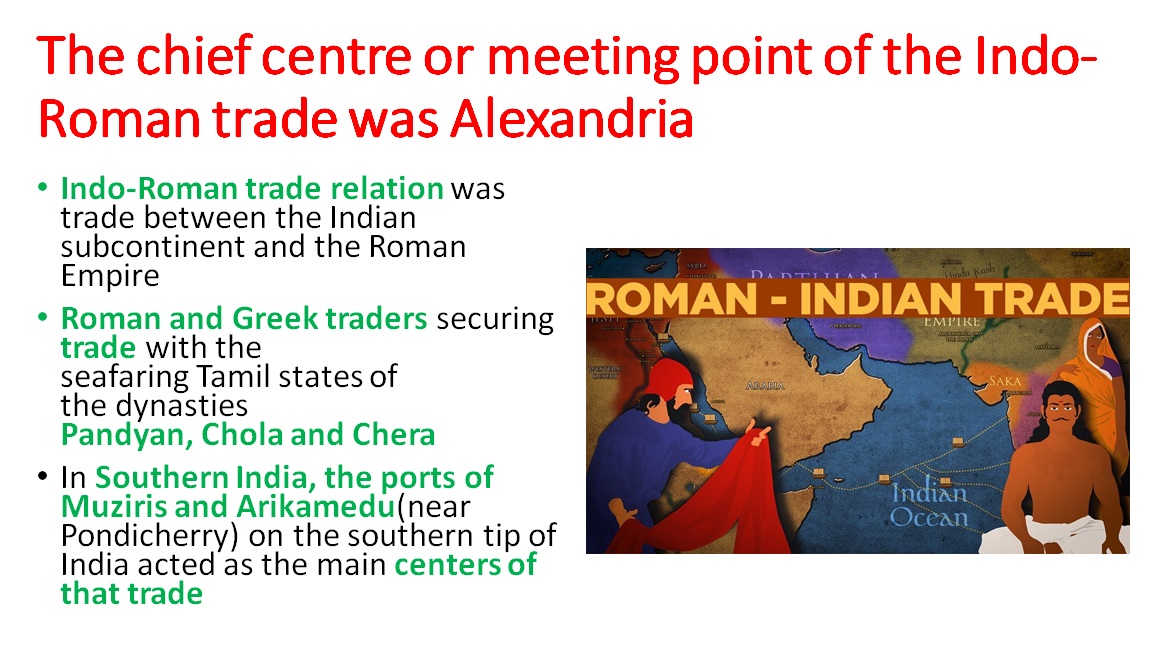 The chief centre or meeting point of the Indo-
Roman trade was Alexandria
• Indo-Roman trade relation was
trade between the Indian
subcontinent and the Roman
Empire
• Roman and Greek traders securing
trade with the
seafaring Tamil states of
the dynasties
Pandyan, Chola and Chera
• In Southern India, the ports of
Muziris and Arikamedu(near
Pondicherry) on the southern tip of
India acted as the main centers of
that trade
SYRIA
PARTHIAN
Hindu Kush
ROMAN - INDIAN TRADE
EMPIRE
ARABIA
SAKA
Indian
Ocean